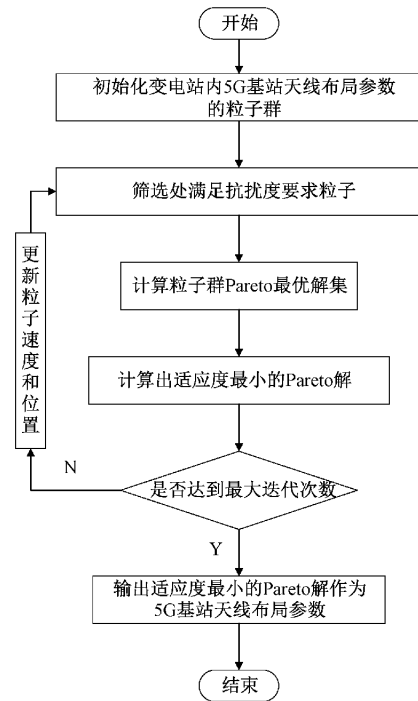 开始
初始化变电站内5G基站天线布局参数
的粒子群
筛选处满足抗扰度要求粒子
计算粒子群Pareto最优解集
更新粒子速度和位置
计算出适应度最小的Pareto解
N
是否达到最大迭代次数
Y
输出适应度最小的Pareto解作为
5G基站天线布局参数
结束